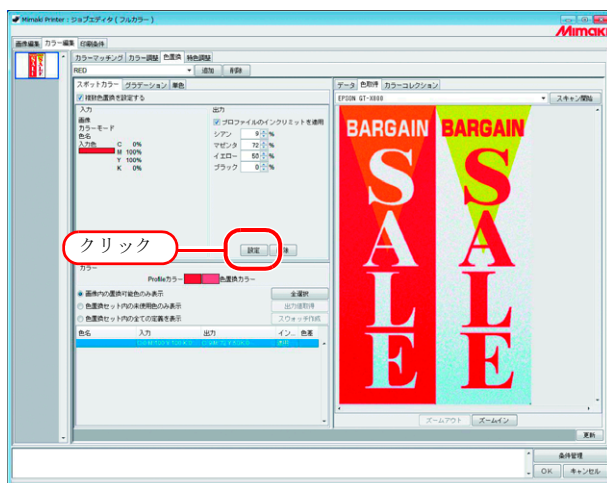 Mimaki Printer : ジョブエディタ ( フルカラー )
Mimaki
画像編集 カラー編集 印刷条件
カラーマッチング カラー調整 色置換 特色調整
RED 追加 削除
スポットカラー グラデーション 単色
データ 色取得 カラーコレクション
複数色置換を設定する
EPSON GT-X800 スキャン開始
入力 出力
画像
カラーモード
色名
入力色 C 0%
M 100%
Y 100%
K 0%
プロファイルのインクリミットを適用
シアン 9 %
マゼンタ 72 %
イエロー 50 %
ブラック 0 %
BARGAIN BARGAIN
SALE SALE
クリック
設定
カラー
Profileカラー 色置換カラー
画像内の置換可能色のみ表示 全選択
色置換セット内の未使用色のみ表示 出力値取得
色置換セット内の全ての定義を表示 スウォッチ作成
色名 入力 出力 イン... 色差
ズームアウト ズームイン
更新
条件管理
OK キャンセル